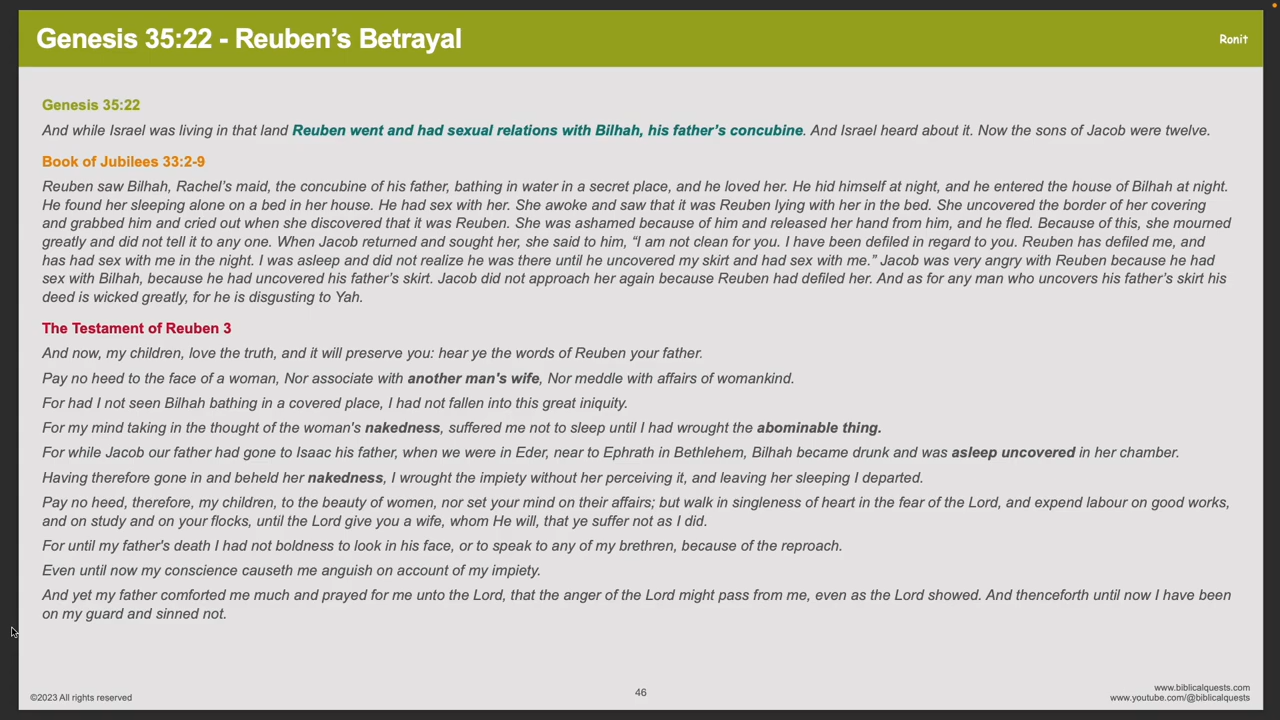 Genesis 35:22 - Reuben’s Betrayal
Ronit
Genesis 35:22
And while Israel was living in that land Reuben went and had sexual relations with Bilhah, his father’s concubine. And Israel heard about it. Now the sons of Jacob were twelve.
Book of Jubilees 33:2-9
Reuben saw Bilhah, Rachel’s maid, the concubine of his father, bathing in water in a secret place, and he loved her. He hid himself at night, and he entered the house of Bilhah at night.
He found her sleeping alone on a bed in her house. He had sex with her. She awoke and saw that it was Reuben lying with her in the bed. She uncovered the border of her covering
and grabbed him and cried out when she discovered that it was Reuben. She was ashamed because of him and released her hand from him, and he fled. Because of this, she mourned
greatly and did not tell it to any one. When Jacob returned and sought her, she said to him, “I am not clean for you. I have been defiled in regard to you. Reuben has defiled me, and
has had sex with me in the night. I was asleep and did not realize he was there until he uncovered my skirt and had sex with me.” Jacob was very angry with Reuben because he had
sex with Bilhah, because he had uncovered his father’s skirt. Jacob did not approach her again because Reuben had defiled her. And as for any man who uncovers his father’s skirt his
deed is wicked greatly, for he is disgusting to Yah.
The Testament of Reuben 3
And now, my children, love the truth, and it will preserve you: hear ye the words of Reuben your father.
Pay no heed to the face of a woman, Nor associate with another man's wife, Nor meddle with affairs of womankind.
For had I not seen Bilhah bathing in a covered place, I had not fallen into this great iniquity.
For my mind taking in the thought of the woman's nakedness, suffered me not to sleep until I had wrought the abominable thing.
For while Jacob our father had gone to Isaac his father, when we were in Eder, near to Ephrath in Bethlehem, Bilhah became drunk and was asleep uncovered in her chamber.
Having therefore gone in and beheld her nakedness, I wrought the impiety without her perceiving it, and leaving her sleeping I departed.
Pay no heed, therefore, my children, to the beauty of women, nor set your mind on their affairs; but walk in singleness of heart in the fear of the Lord, and expend labour on good works,
and on study and on your flocks, until the Lord give you a wife, whom He will, that ye suffer not as I did.
For until my father's death I had not boldness to look in his face, or to speak to any of my brethren, because of the reproach.
Even until now my conscience causeth me anguish on account of my impiety.
And yet my father comforted me much and prayed for me unto the Lord, that the anger of the Lord might pass from me, even as the Lord showed. And thenceforth until now I have been
on my guard and sinned not.
©2023 All rights reserved
46
www.biblicalquests.com
www.youtube.com/@biblicalquests